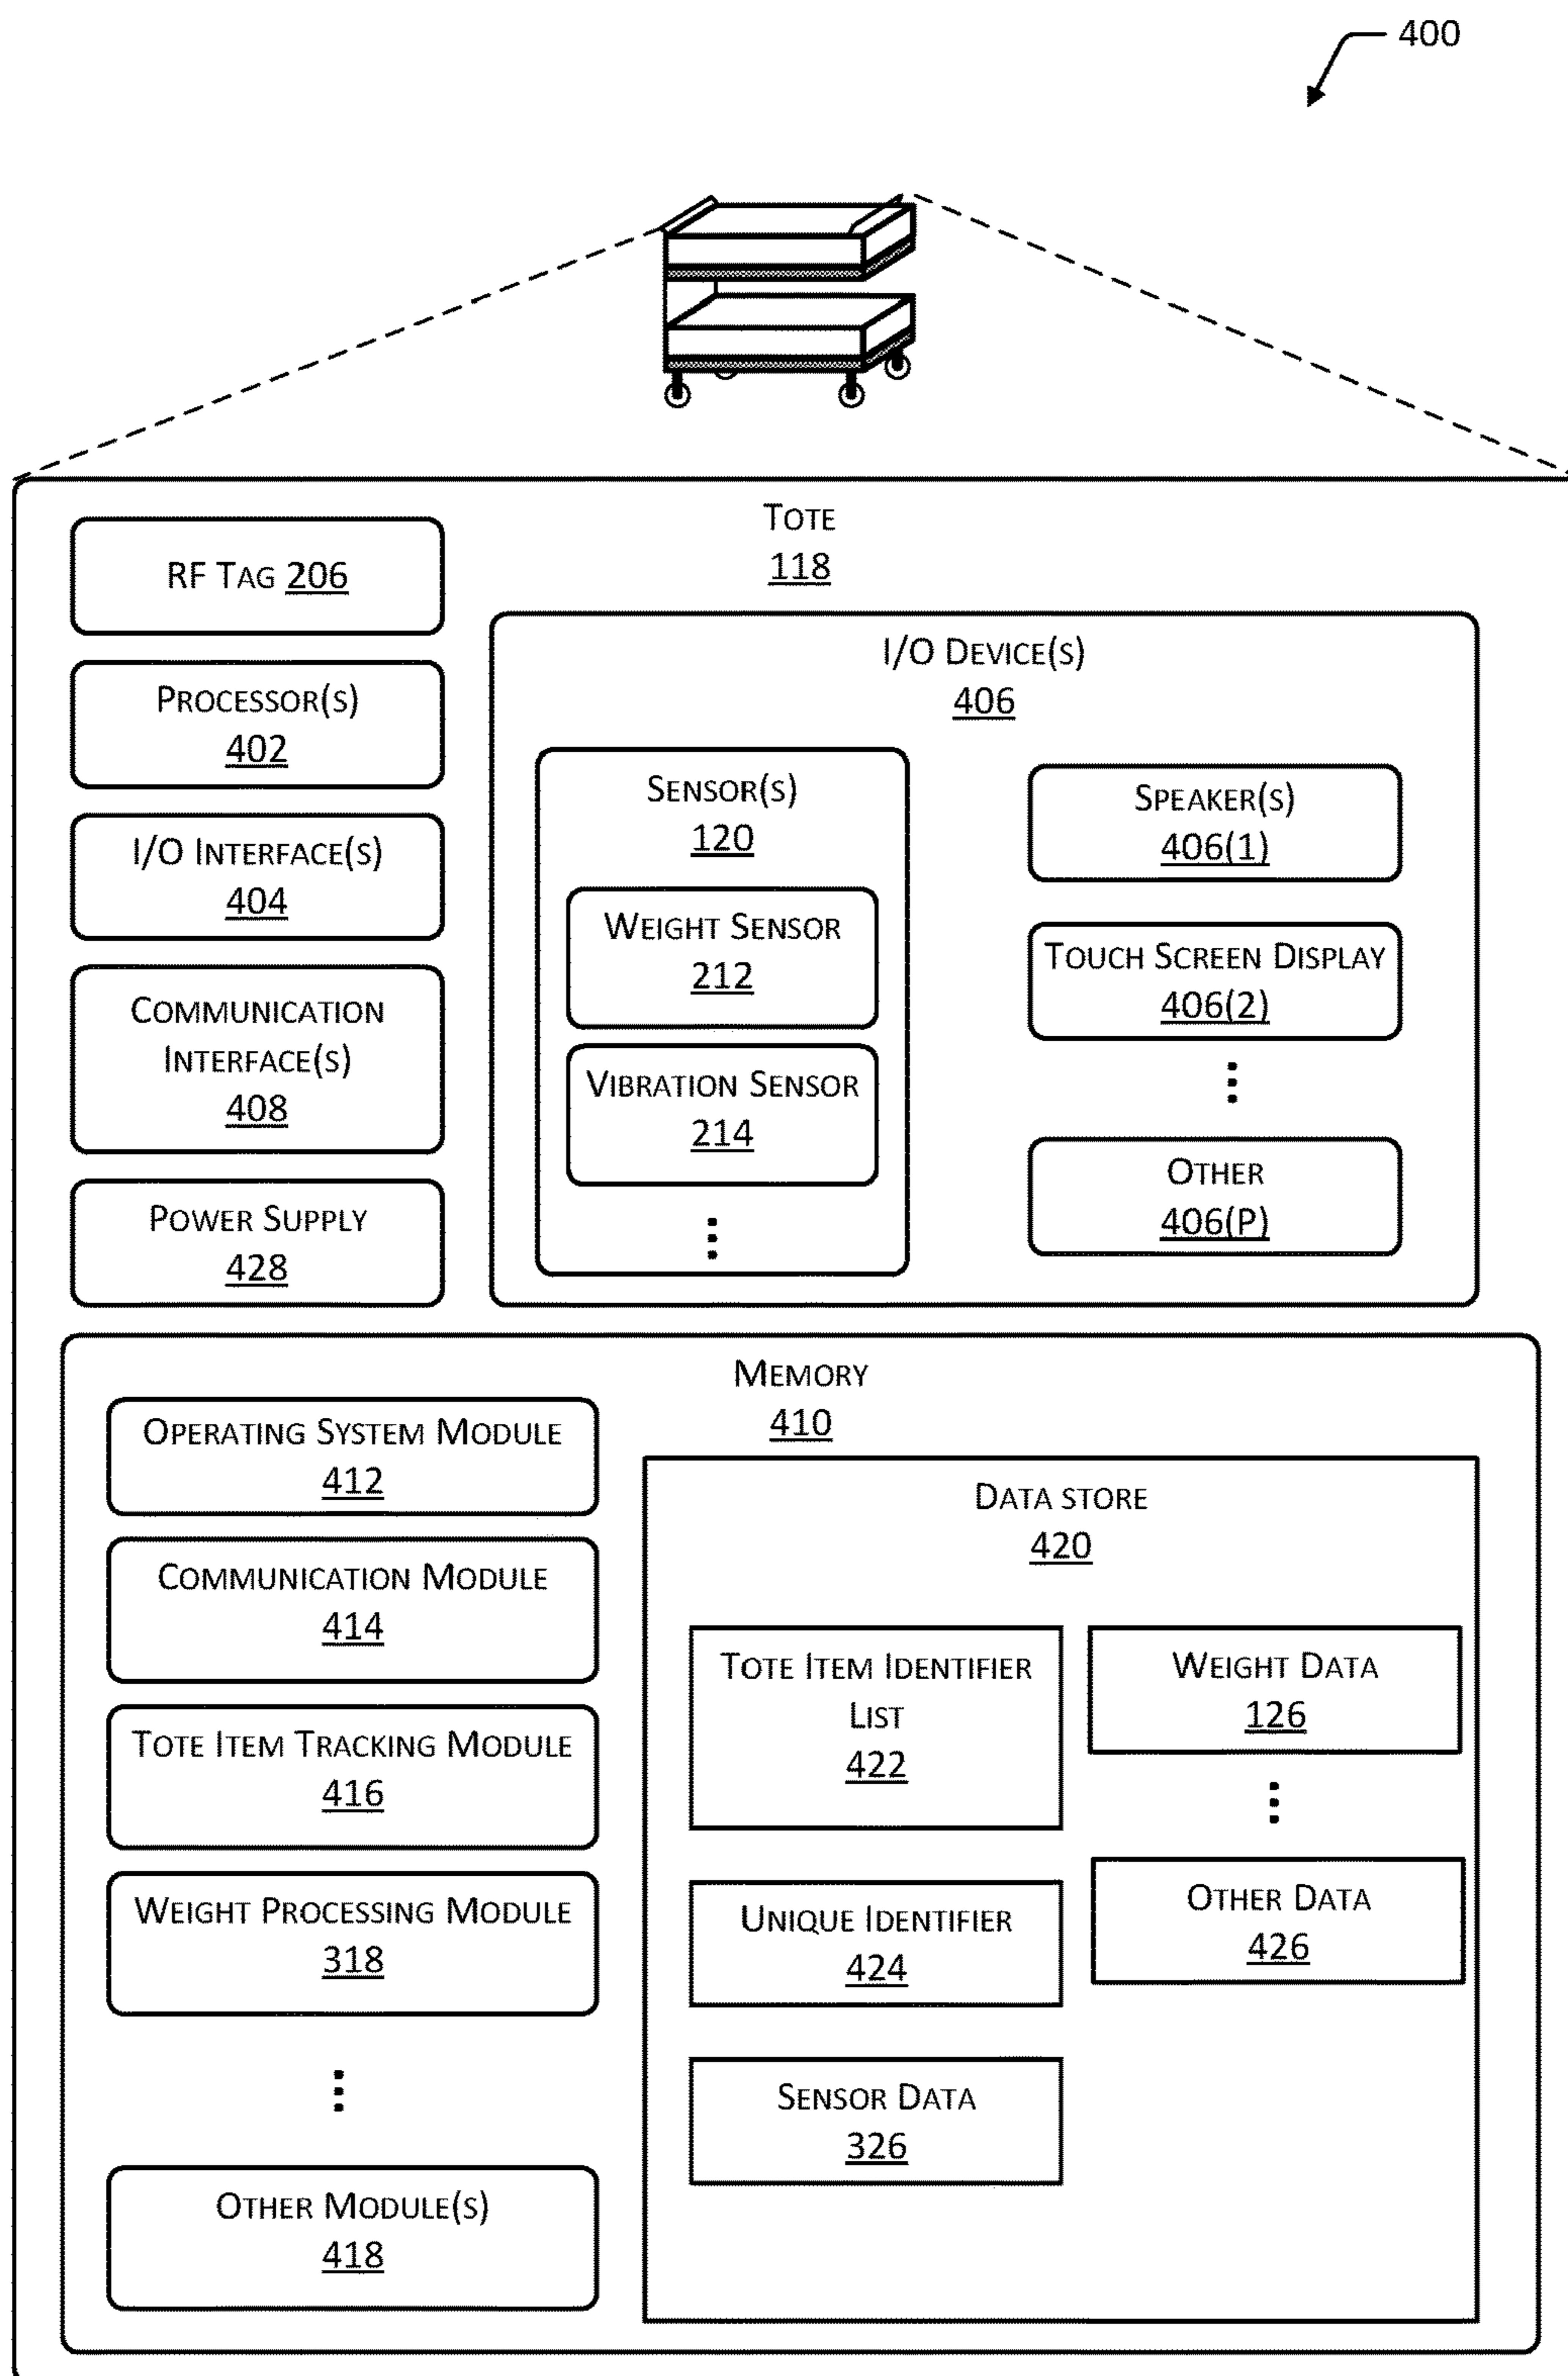 400
TOTE
118
RF TAG 206
PROCESSOR(S)
402
I/O INTERFACE(S)
404
COMMUNICATION
INTERFACE(S)
408
POWER SUPPLY
428
I/O DEVICE(S)
406
SENSOR(S)
120
WEIGHT SENSOR
212
VIBRATION SENSOR
214
SPEAKER(S)
406(1)
TOUCH SCREEN DISPLAY
406(2)
OTHER
406(P)
MEMORY
410
OPERATING SYSTEM MODULE
412
COMMUNICATION MODULE
414
TOTE ITEM TRACKING MODULE
416
WEIGHT PROCESSING MODULE
318
OTHER MODULE(S)
418
DATA STORE
420
TOTE ITEM IDENTIFIER
LIST
422
UNIQUE IDENTIFIER
424
SENSOR DATA
326
WEIGHT DATA
126
OTHER DATA
426